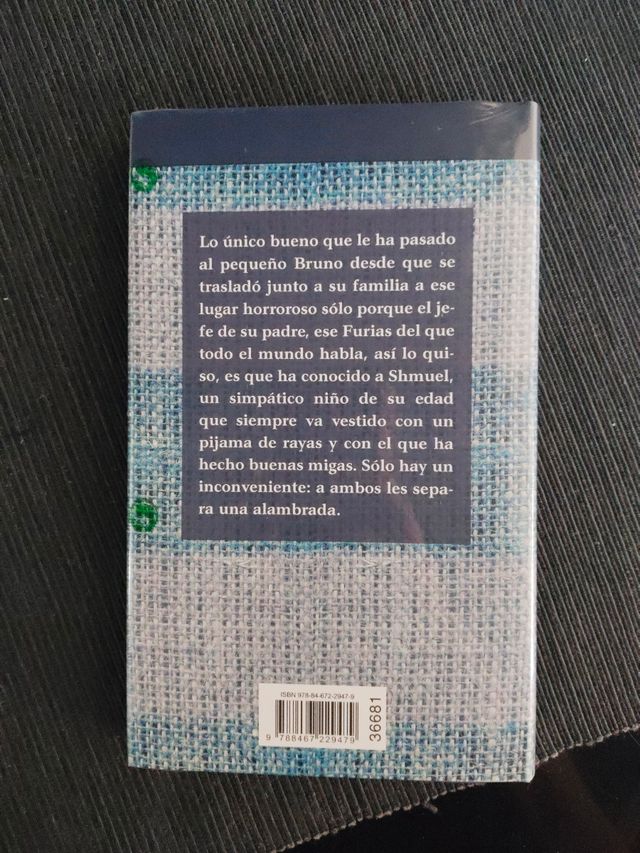 Lo único bueno que le ha pasado
al pequeño Bruno desde que se
trasladó junto a su familia a ese
lugar horroroso sólo porque el je-
fe de su padre, ese Furias del que
todo el mundo habla, así lo qui-
so, es que ha conocido a Shmuel,
un simpático niño de su edad
que siempre va vestido con un
pijama de rayas y con el que ha
hecho buenas migas. Sólo hay un
inconveniente: a ambos les sepa-
ra una alambrada.
ISBN 978-84-672-2947-9
9 788467 229479
36681